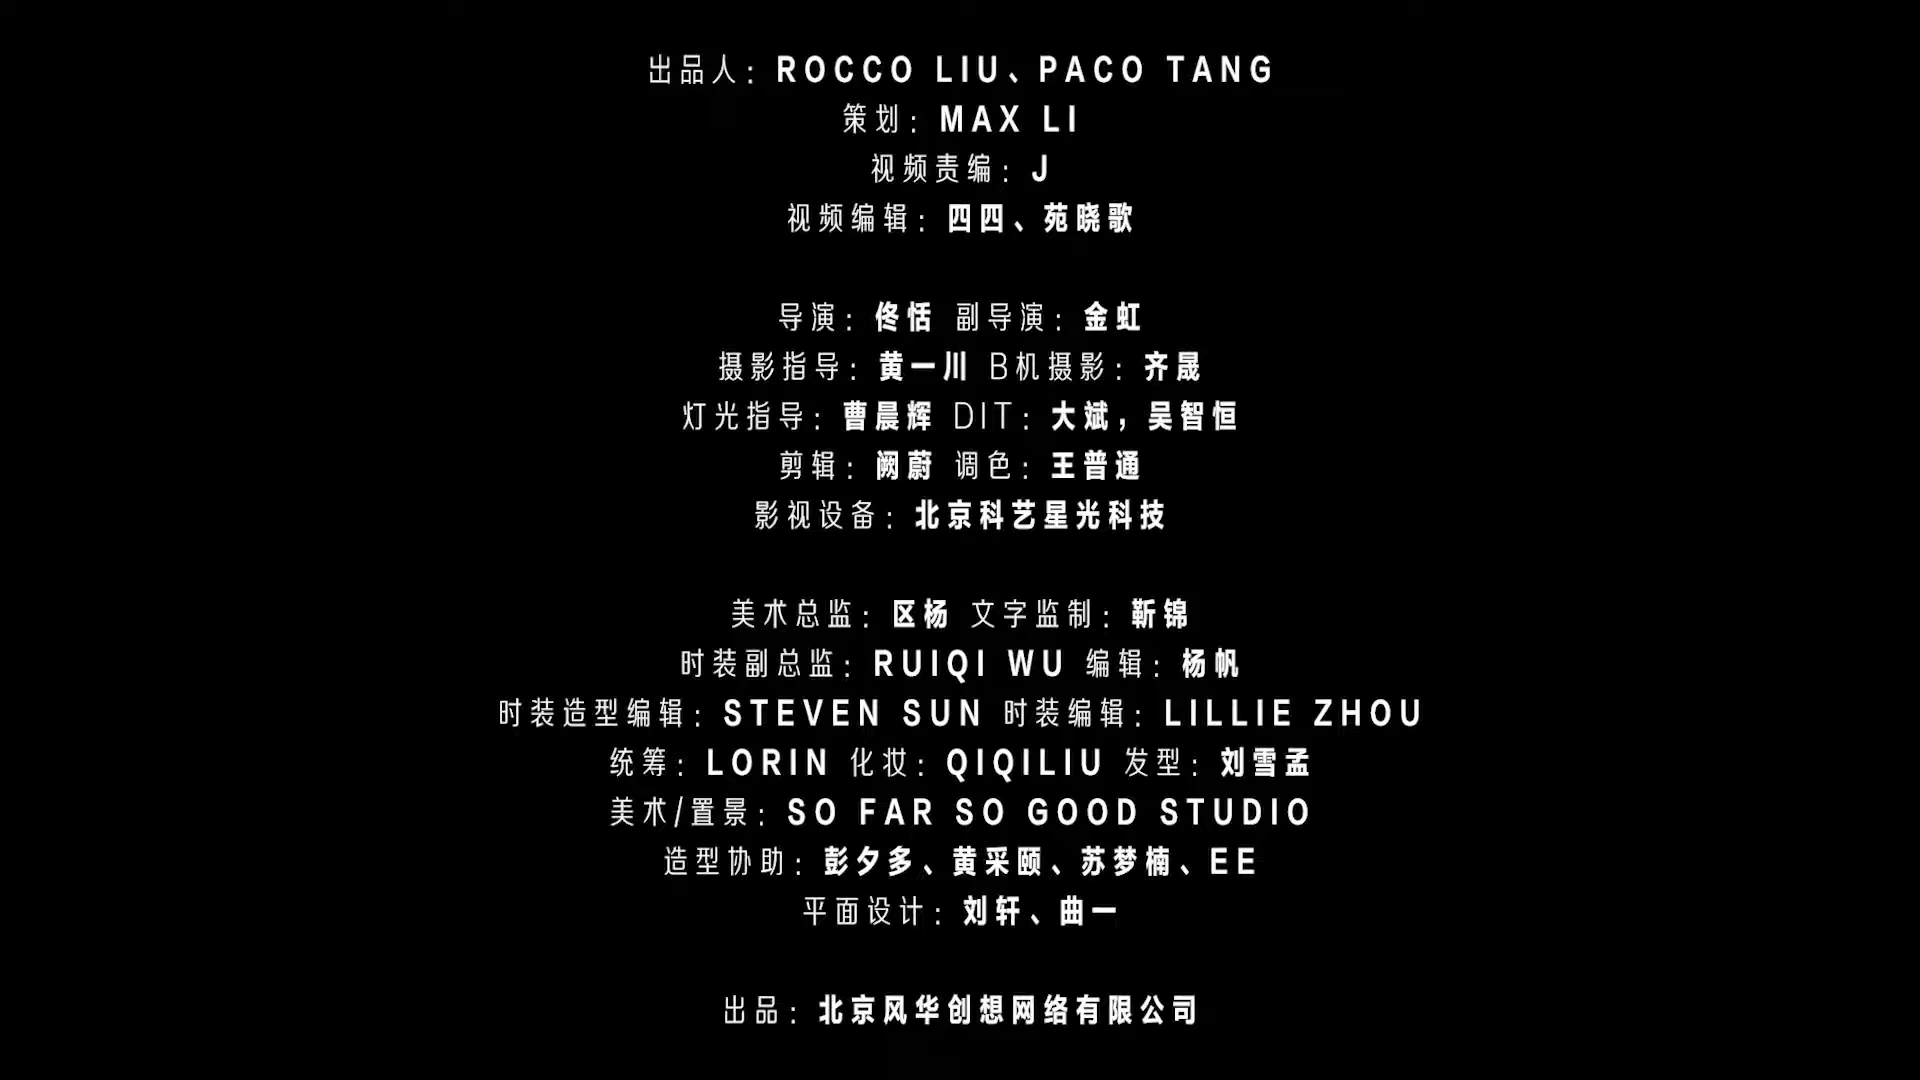 出品人：ROCCO LIU、PACO TANG
策划：MAX LI
视频责编：J
视频编辑：四四、苑晓歌
导演：佟恬 副导演：金虹
摄影指导：黄一川 B机摄影：齐晟
灯光指导：曹晨辉 DIT：大斌，吴智恒
剪辑：阙蔚 调色：王普通
影视设备：北京科艺星光科技
美术总监：区杨 文字监制：靳锦
时装副总监：RUIQI WU 编辑：杨帆
时装造型编辑：STEVEN SUN 时装编辑：LILLIE ZHOU
统筹：LORIN 化妆：QIQILIU 发型：刘雪孟
美术/置景：SO FAR SO GOOD STUDIO
造型协助：彭夕多、黄采颐、苏梦楠、EE
平面设计：刘轩、曲一
出品：北京风华创想网络有限公司